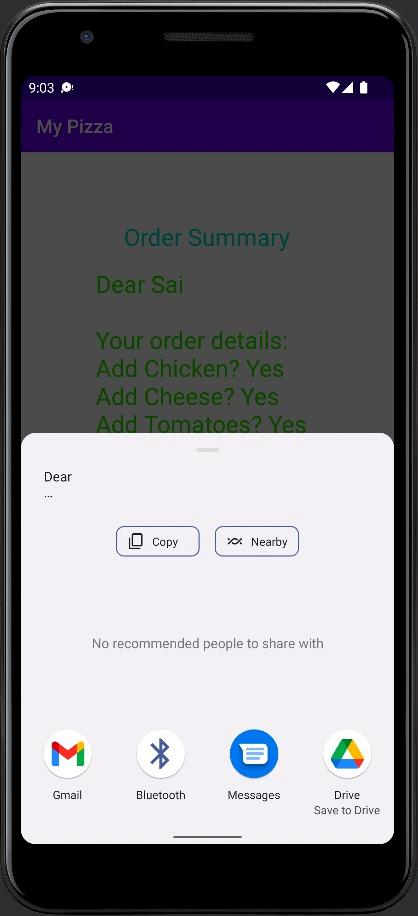 9:03
My Pizza
Order Summary
Dear Sai
Your order details:
Add Chicken? Yes
Add Cheese? Yes
Add Tomatoes? Yes
Dear
...
Copy
Nearby
No recommended people to share with
Gmail
Bluetooth
Messages
Drive
Save to Drive